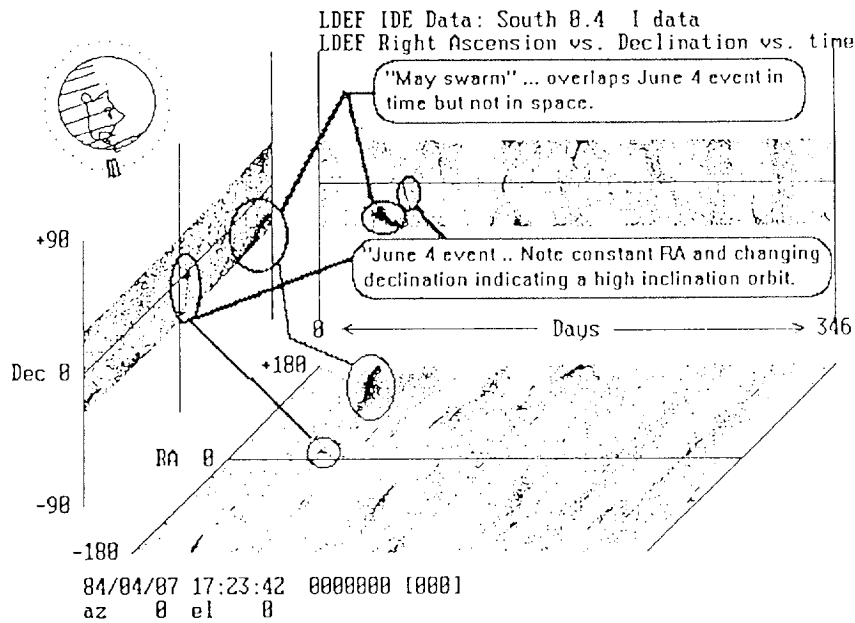 LDEF IDE Data: South 0.4 I data
LDEF Right Ascension vs. Declination vs. time
"May swarm" ... overlaps June 4 event in
time but not in space.
+90
"June 4 event .. Note constant RA and changing
declination indicating a high inclination orbit.
0
Days
346
+180
Dec 0
RA 0
-90
-180
84/04/07 17:23:42 0000000 [000]
az 0 el 0